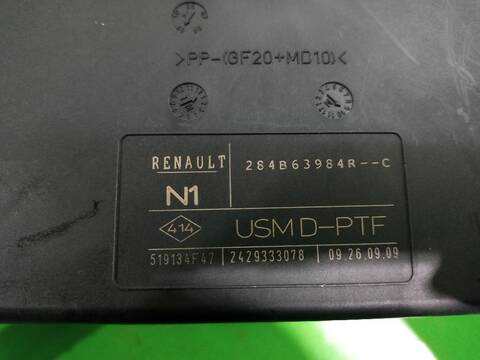 >PP-(GF20+MD10)<
RENAULT 284B63984R--C
N1
414 USM D-PTF
519134F47 2429333078 09 26.09.09